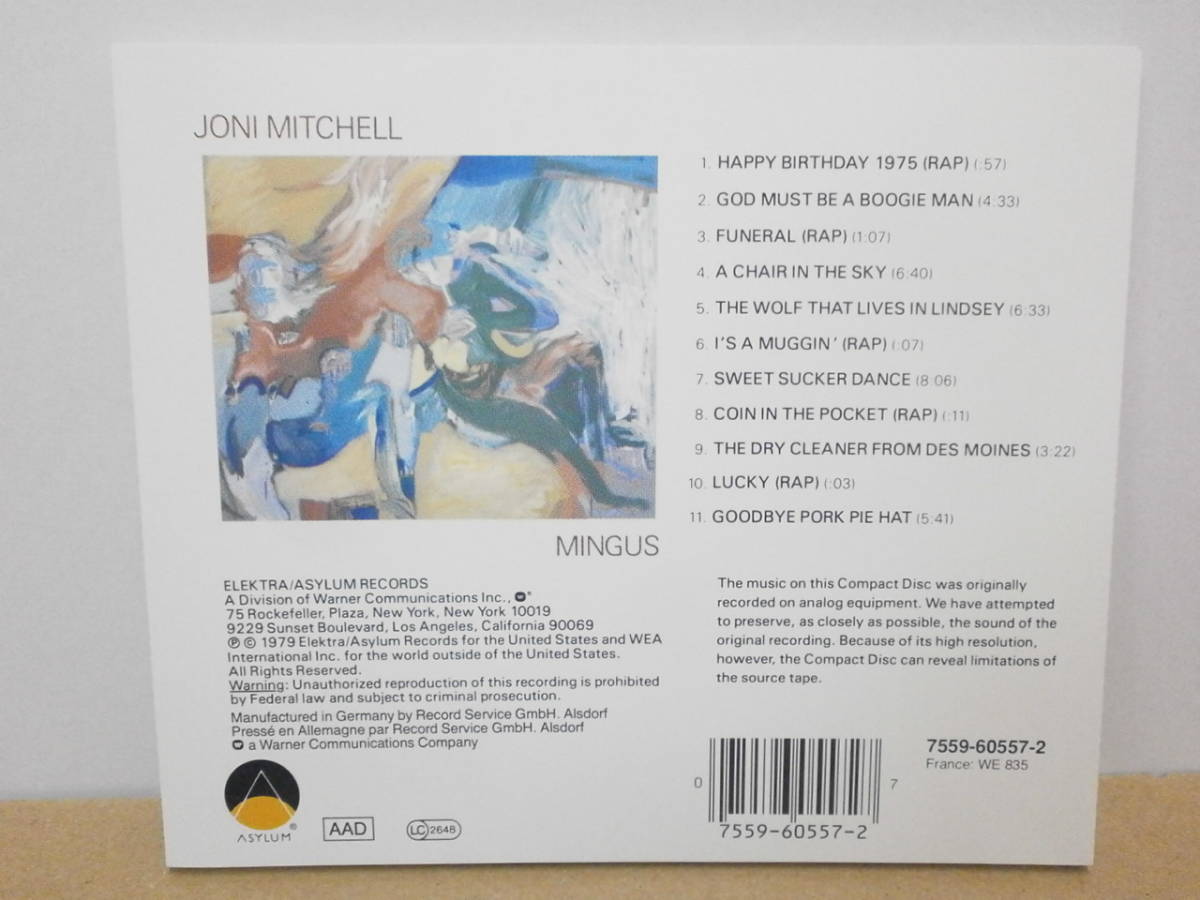 JONI MITCHELL
1. HAPPY BIRTHDAY 1975 (RAP) (:57)
2. GOD MUST BE A BOOGIE MAN (4:33)
3. FUNERAL (RAP) (1:07)
4. A CHAIR IN THE SKY (6:40)
5. THE WOLF THAT LIVES IN LINDSEY (6:33)
6. I'S A MUGGIN' (RAP) (:07)
7. SWEET SUCKER DANCE (8:06)
8. COIN IN THE POCKET (RAP) (:11)
9. THE DRY CLEANER FROM DES MOINES (3:22)
10. LUCKY (RAP) (:03)
11. GOODBYE PORK PIE HAT (5:41)
MINGUS
ELEKTRA/ASYLUM RECORDS
A Division of Warner Communications Inc.,
75 Rockefeller, Plaza, New York, New York 10019
9229 Sunset Boulevard, Los Angeles, California 90069
℗ © 1979 Elektra/Asylum Records for the United States and WEA
International Inc. for the world outside of the United States.
All Rights Reserved.
Warning: Unauthorized reproduction of this recording is prohibited
by Federal law and subject to criminal prosecution.
Manufactured in Germany by Record Service GmbH. Alsdorf
Pressé en Allemagne par Record Service GmbH. Alsdorf
a Warner Communications Company
The music on this Compact Disc was originally
recorded on analog equipment. We have attempted
to preserve, as closely as possible, the sound of the
original recording. Because of its high resolution,
however, the Compact Disc can reveal limitations of
the source tape.
ASYLUM ®
AAD
LC 2648
0 7
7559-60557-2
7559-60557-2
France: WE 835